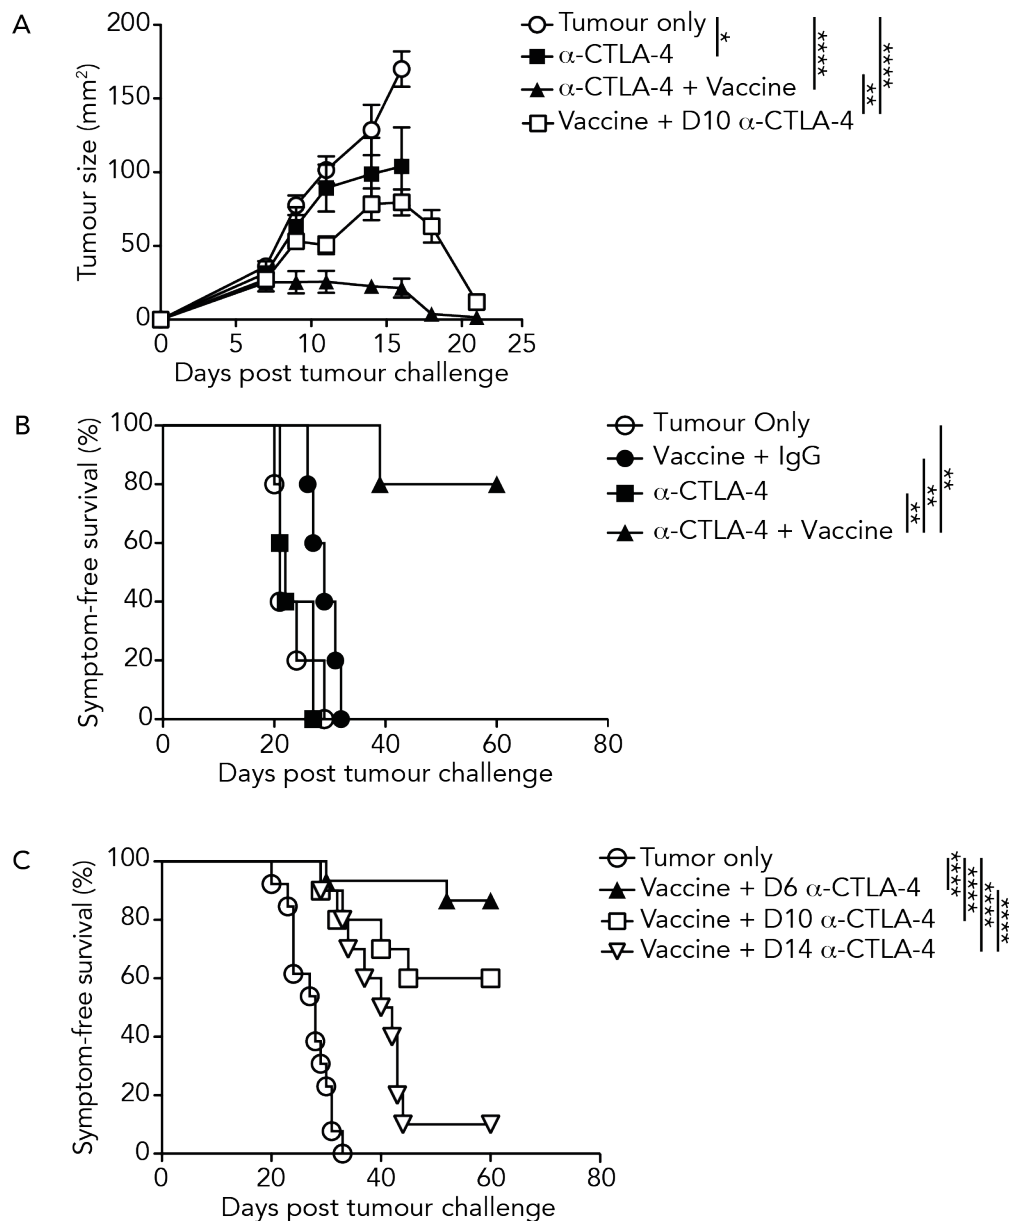 A
Tumour size (mm²)
200
150
100
50
0
0 5 10 15 20 25
Days post tumour challenge
Tumour only
α-CTLA-4
α-CTLA-4 + Vaccine
Vaccine + D10 α-CTLA-4
*
****
**
****
B
Symptom-free survival (%)
100
80
60
40
20
0
0 20 40 60 80
Days post tumour challenge
Tumour Only
Vaccine + IgG
α-CTLA-4
α-CTLA-4 + Vaccine
**
**
**
C
Symptom-free survival (%)
100
80
60
40
20
0
0 20 40 60 80
Days post tumour challenge
Tumor only
Vaccine + D6 α-CTLA-4
Vaccine + D10 α-CTLA-4
Vaccine + D14 α-CTLA-4
****
****
****
****